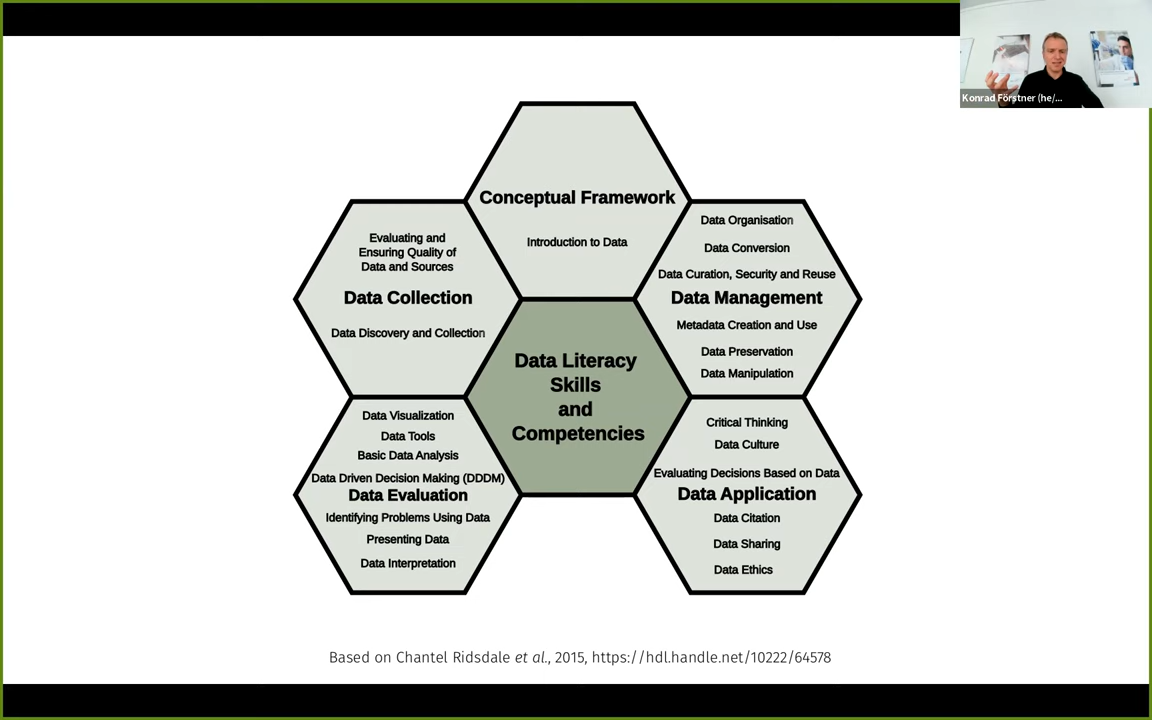 Konrad Förstner (he/...
Conceptual Framework
Introduction to Data
Evaluating and
Ensuring Quality of
Data and Sources
Data Collection
Data Discovery and Collection
Data Organisation
Data Conversion
Data Curation, Security and Reuse
Data Management
Metadata Creation and Use
Data Preservation
Data Manipulation
Data Literacy
Skills
and
Competencies
Data Visualization
Data Tools
Basic Data Analysis
Data Driven Decision Making (DDDM)
Data Evaluation
Identifying Problems Using Data
Presenting Data
Data Interpretation
Critical Thinking
Data Culture
Evaluating Decisions Based on Data
Data Application
Data Citation
Data Sharing
Data Ethics
Based on Chantel Ridsdale et al., 2015, https://hdl.handle.net/10222/64578